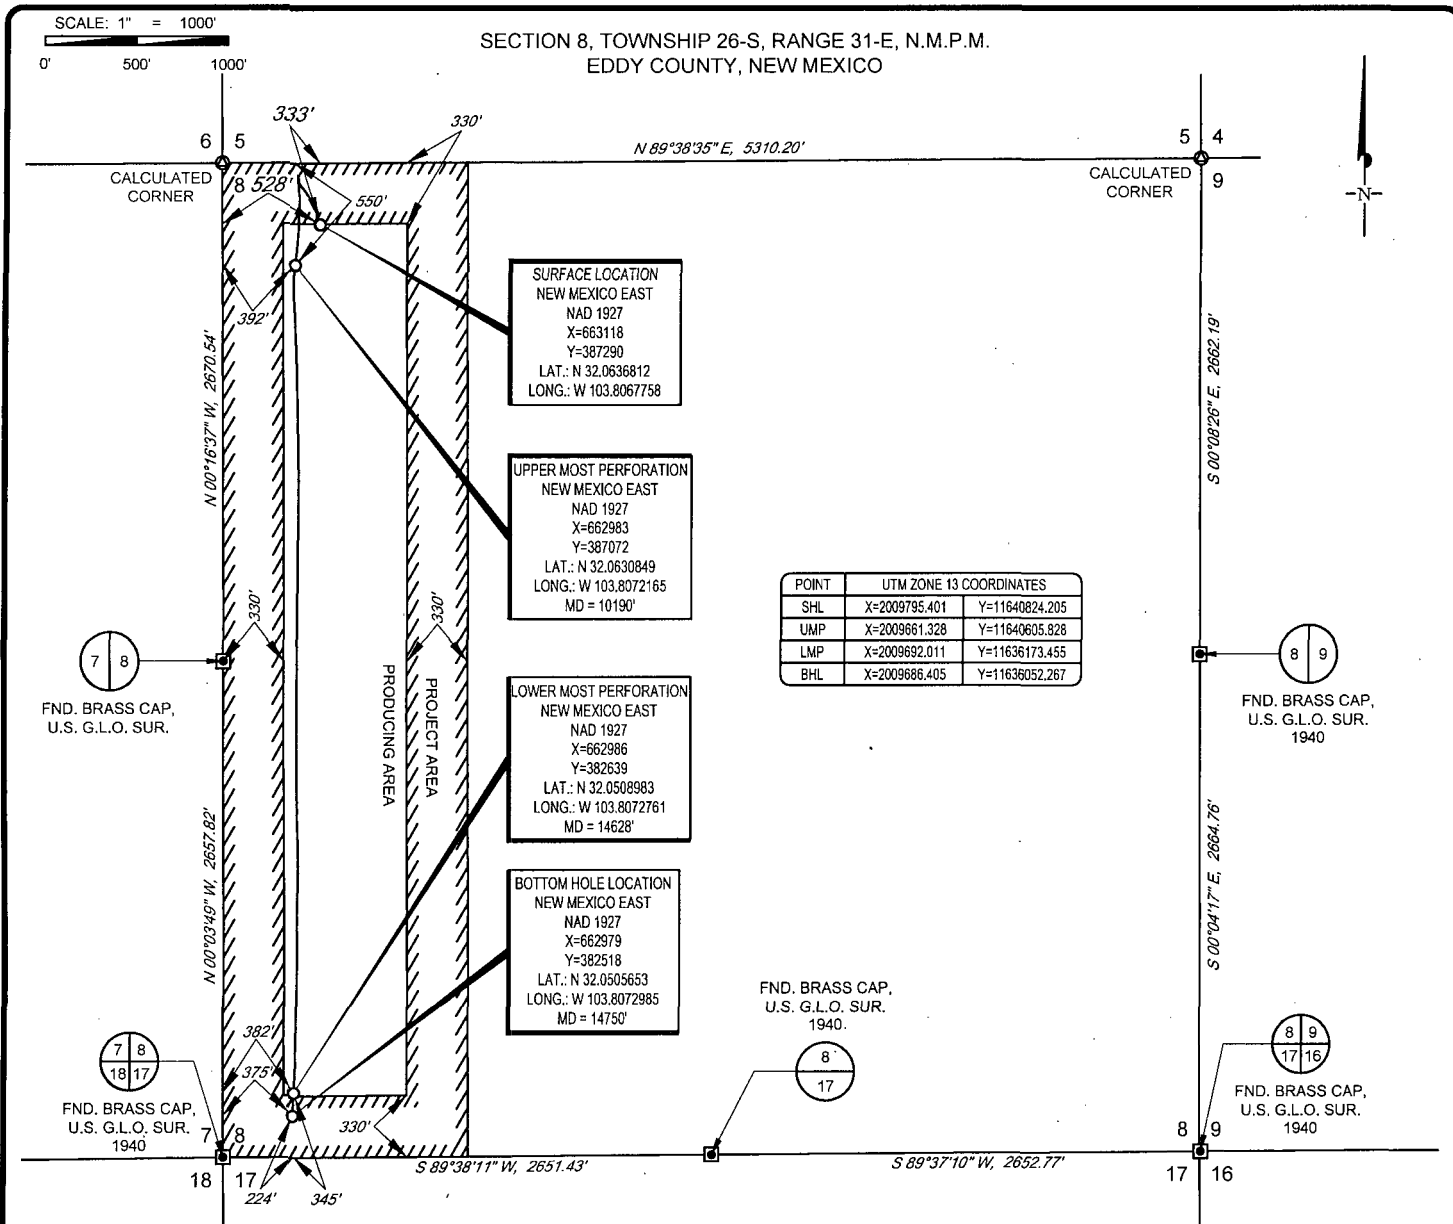 SCALE: 1" = 1000'
0' 500' 1000'
SECTION 8, TOWNSHIP 26-S, RANGE 31-E, N.M.P.M.
EDDY COUNTY, NEW MEXICO
333'
330'
6 5
N 89°38'35" E, 5310.20'
5 4
CALCULATED
CORNER
8
528'
550'
CALCULATED
CORNER
9
-N-
392'
SURFACE LOCATION
NEW MEXICO EAST
NAD 1927
X=663118
Y=387290
LAT.: N 32.0636812
LONG.: W 103.8067758
N 00°16'37" W, 2670.54'
S 00°08'26" E, 2662.19'
UPPER MOST PERFORATION
NEW MEXICO EAST
NAD 1927
X=662983
Y=387072
LAT.: N 32.0630849
LONG.: W 103.8072165
MD = 10190'
POINT UTM ZONE 13 COORDINATES
SHL X=2009795.401 Y=11640824.205
UMP X=2009661.328 Y=11640605.828
LMP X=2009692.011 Y=11636173.455
BHL X=2009686.405 Y=11636052.267
330'
330'
7 8
FND. BRASS CAP,
U.S. G.L.O. SUR.
8 9
FND. BRASS CAP,
U.S. G.L.O. SUR.
1940
PRODUCING AREA
PROJECT AREA
LOWER MOST PERFORATION
NEW MEXICO EAST
NAD 1927
X=662986
Y=382639
LAT.: N 32.0508983
LONG.: W 103.8072761
MD = 14628'
N 00°03'49" W, 2657.82'
S 00°04'17" E, 2664.76'
BOTTOM HOLE LOCATION
NEW MEXICO EAST
NAD 1927
X=662979
Y=382518
LAT.: N 32.0505653
LONG.: W 103.8072985
MD = 14750'
FND. BRASS CAP,
U.S. G.L.O. SUR.
1940
8
17
382'
375'
7 8
18 17
FND. BRASS CAP,
U.S. G.L.O. SUR.
1940
8 9
17 16
FND. BRASS CAP,
U.S. G.L.O. SUR.
1940
7 8
330'
8 9
S 89°38'11" W, 2651.43'
S 89°37'10" W, 2652.77'
18 17
17 16
224'
345'